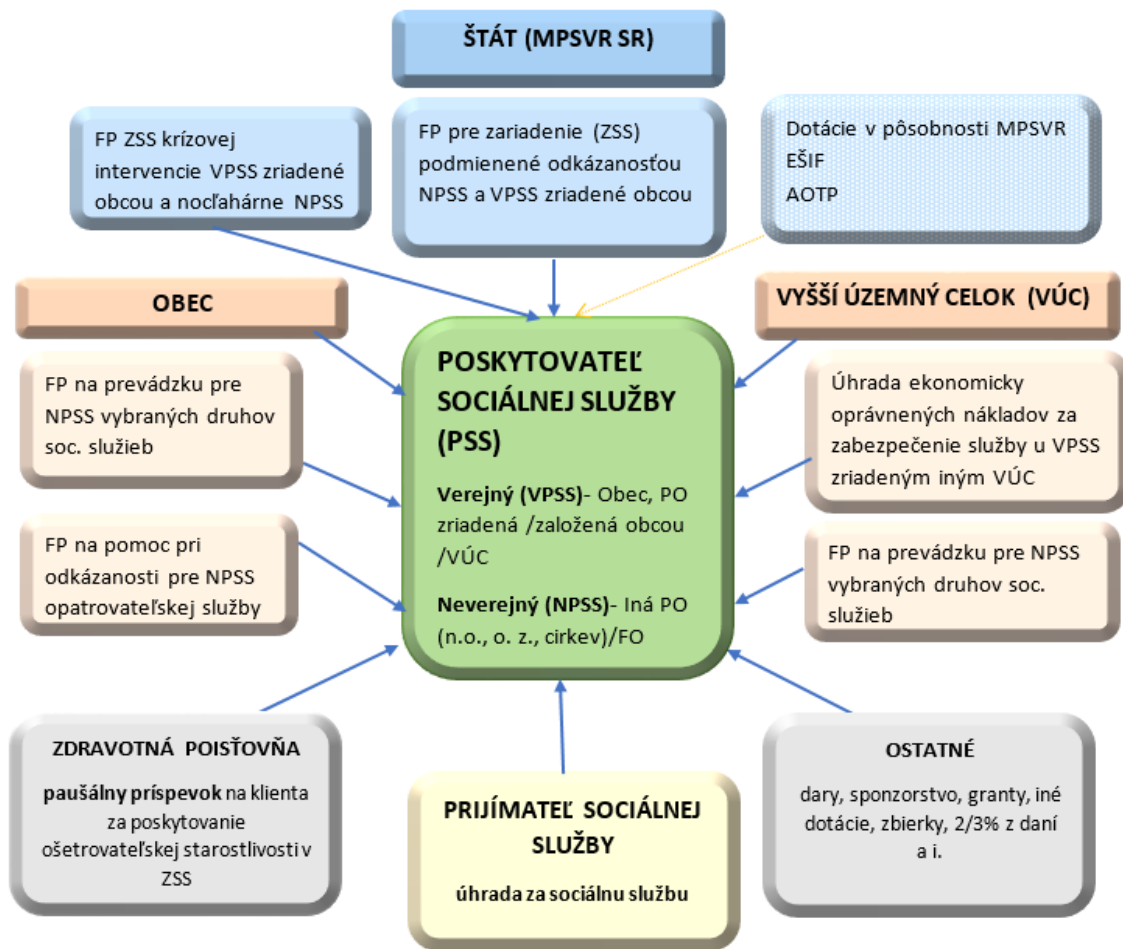 ŠTÁT (MPSVR SR)
FP ZSS krízovej
intervencie VPSS zriadené
obcou a nocľahárne NPSS
FP pre zariadenie (ZSS)
podmienené odkázanosťou
NPSS a VPSS zriadené obcou
Dotácie v pôsobnosti MPSVR
EŠIF
AOTP
OBEC
VYŠŠÍ ÚZEMNÝ CELOK (VÚC)
FP na prevádzku pre
NPSS vybraných druhov
soc. služieb
FP na pomoc pri
odkázanosti pre NPSS
opatrovateľskej služby
POSKYTOVATEĽ
SOCIÁLNEJ SLUŽBY
(PSS)
Verejný (VPSS)- Obec, PO
zriadená /založená obcou
/VÚC
Neverejný (NPSS)- Iná PO
(n.o., o. z., cirkev)/FO
Úhrada ekonomicky
oprávnených nákladov za
zabezpečenie služby u VPSS
zriadeným iným VÚC
FP na prevádzku pre NPSS
vybraných druhov soc.
služieb
ZDRAVOTNÁ POISŤOVŇA
paušálny príspevok na klienta
za poskytovanie
ošetrovateľskej starostlivosti v
ZSS
PRIJÍMATEĽ SOCIÁLNEJ
SLUŽBY
úhrada za sociálnu službu
OSTATNÉ
dary, sponzorstvo, granty, iné
dotácie, zbierky, 2/3% z daní
a i.